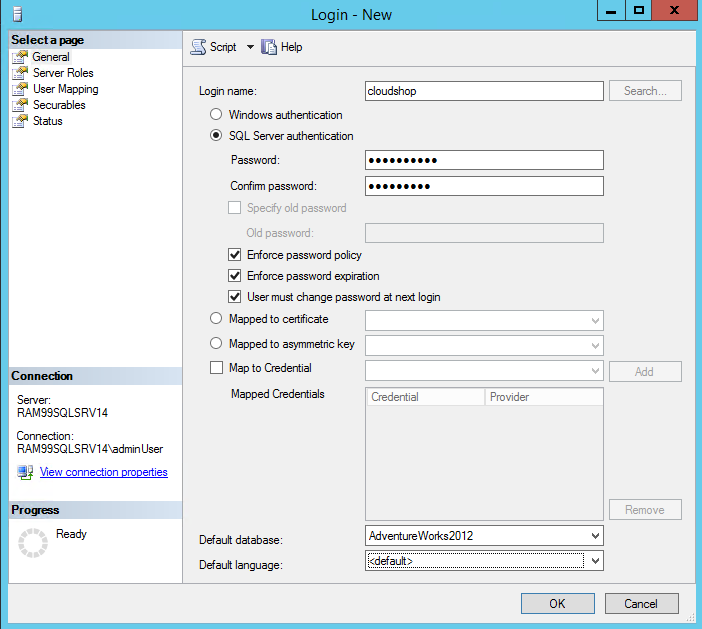 Login - New
Select a page
General
Server Roles
User Mapping
Securables
Status
Script
Help
Login name:
cloudshop
Search...
Windows authentication
SQL Server authentication
Password:
●●●●●●●●●●
Confirm password:
●●●●●●●●●
Specify old password
Old password:
Enforce password policy
Enforce password expiration
User must change password at next login
Mapped to certificate
Mapped to asymmetric key
Map to Credential
Add
Mapped Credentials
Credential
Provider
Remove
Default database:
AdventureWorks2012
Default language:
<default>
Connection
Server:
RAM99SQLSRV14
Connection:
RAM99SQLSRV14\adminUser
View connection properties
Progress
Ready
OK
Cancel